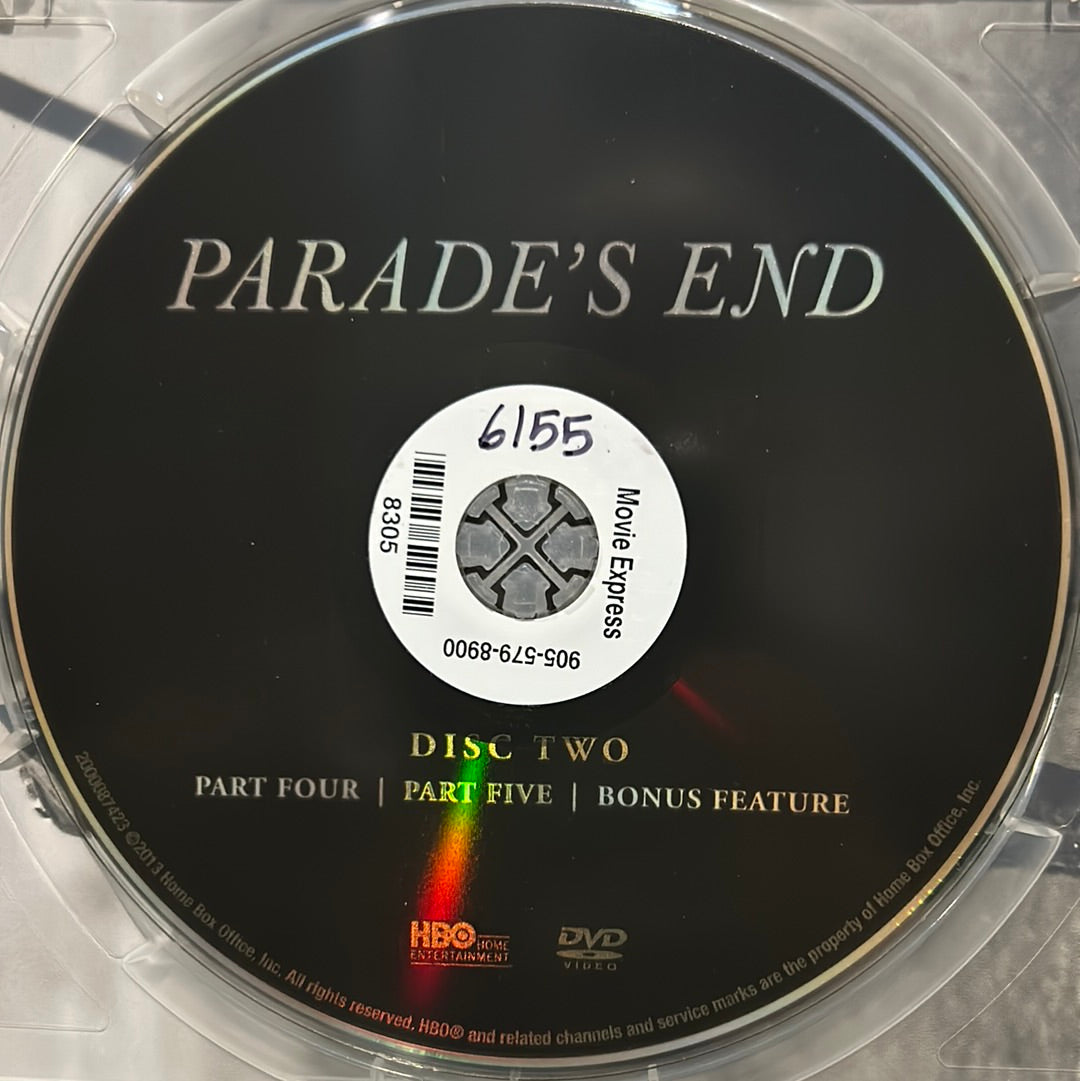 PARADE'S END
6155
8305
Movie Express
905-579-8900
DISC TWO
PART FOUR | PART FIVE | BONUS FEATURE
HBO HOME
ENTERTAINMENT
DVD
VIDEO
2000387423 ©2013 Home Box Office, Inc. All rights reserved. HBO® and related channels and service marks are the property of Home Box Office, Inc.